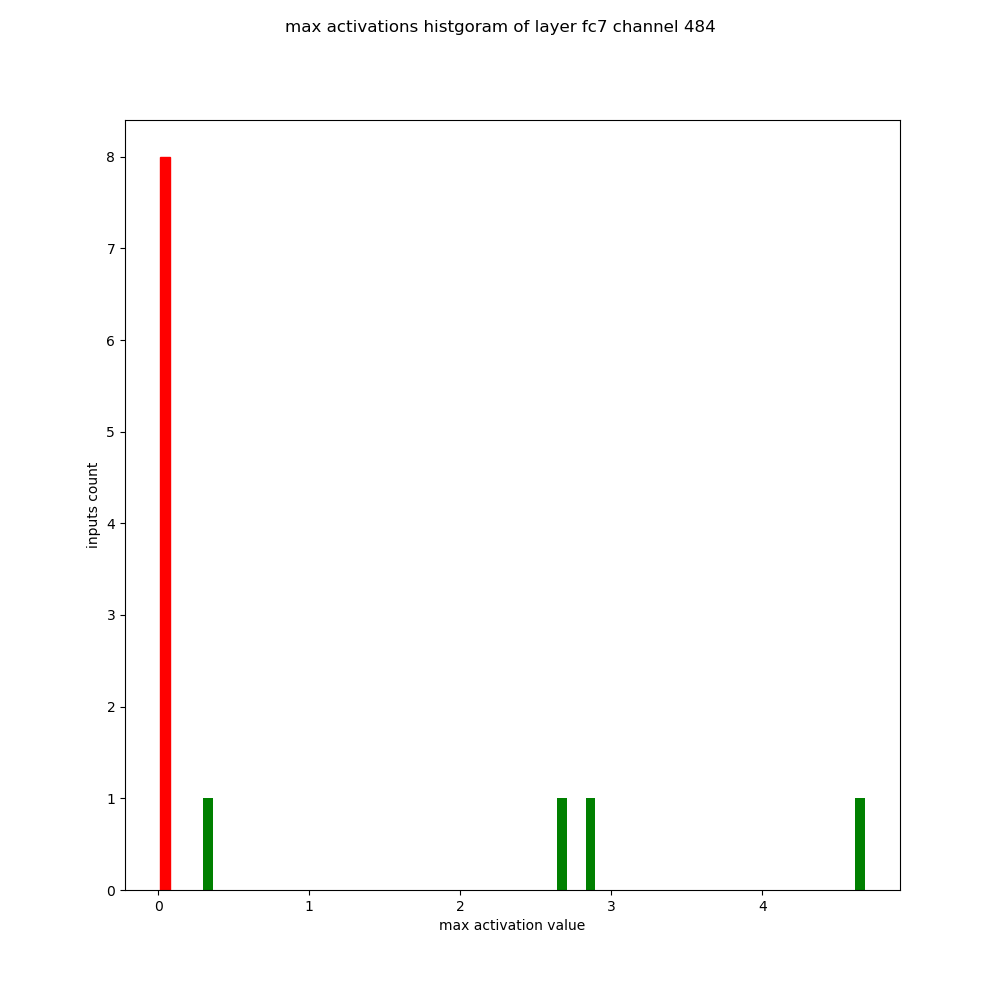 max activations histgoram of layer fc7 channel 484
8
7
6
5
4
3
2
1
0
inputs count
0 1 2 3 4
max activation value